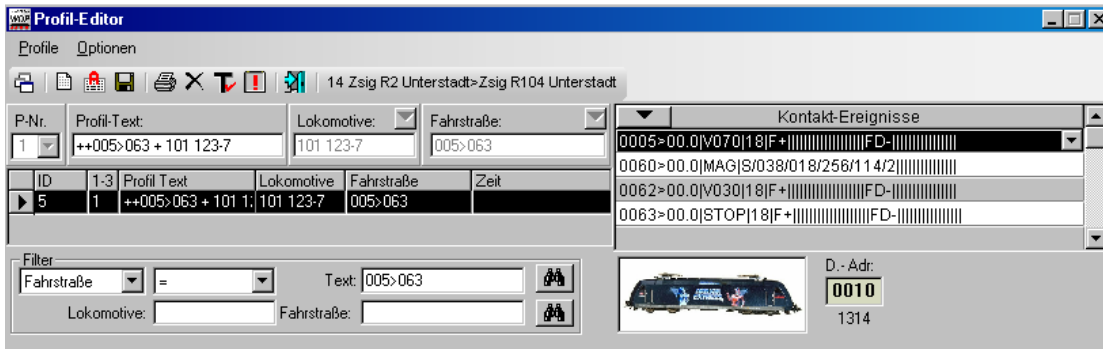 Profil-Editor
Profile Optionen
14 Zsig R2 Unterstadt>Zsig R104 Unterstadt
P-Nr. Profil-Text: Lokomotive: Fahrstraße:
1 ++005>063 + 101 123-7 101 123-7 005>063
ID 1-3 Profil Text Lokomotive Fahrstraße Zeit
5 1 ++005>063 + 101 1: 101 123-7 005>063
Kontakt-Ereignisse
0005>00.0|V070|18|F+||||||||||||||||||FD-|||||||||||||||
0060>00.0|MAG|S/038/018/256/114/2||||||||||||||
0062>00.0|V030|18|F+||||||||||||||||||FD-|||||||||||||||
0063>00.0|STOP|18|F+||||||||||||||||||FD-|||||||||||||||
Filter
Fahrstraße = Text: 005>063
Lokomotive: Fahrstraße:
D.- Adr:
0010
1314